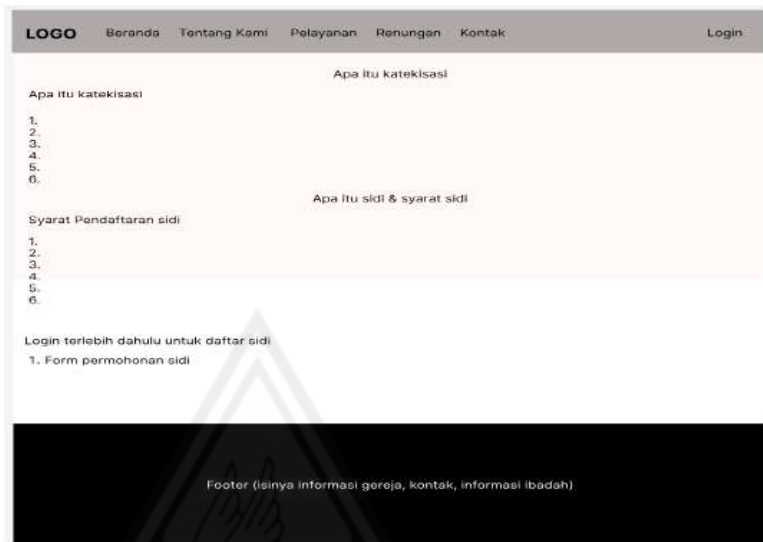 LOGO Beranda Tentang Kami Pelayanan Renungan Kontak Login
Apa itu katekisasi
Apa itu katekisasi
1.
2.
3.
4.
5.
6.
Apa itu sidi & syarat sidi
Syarat Pendaftaran sidi
1.
2.
3.
4.
5.
6.
Login terlebih dahulu untuk daftar sidi
1. Form permohonan sidi
Footer (isinya informasi gereja, kontak, informasi ibadah)